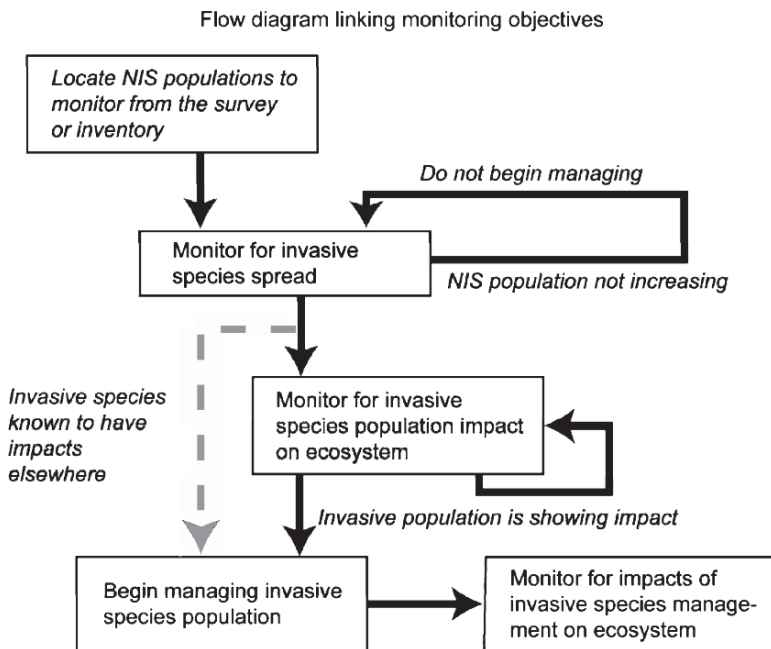 Flow diagram linking monitoring objectives
Locate NIS populations to
monitor from the survey
or inventory
Do not begin managing
Monitor for invasive
species spread
NIS population not increasing
Invasive species
known to have
impacts
elsewhere
Monitor for invasive
species population impact
on ecosystem
Invasive population is showing impact
Begin managing invasive
species population
Monitor for impacts of
invasive species manage-
ment on ecosystem